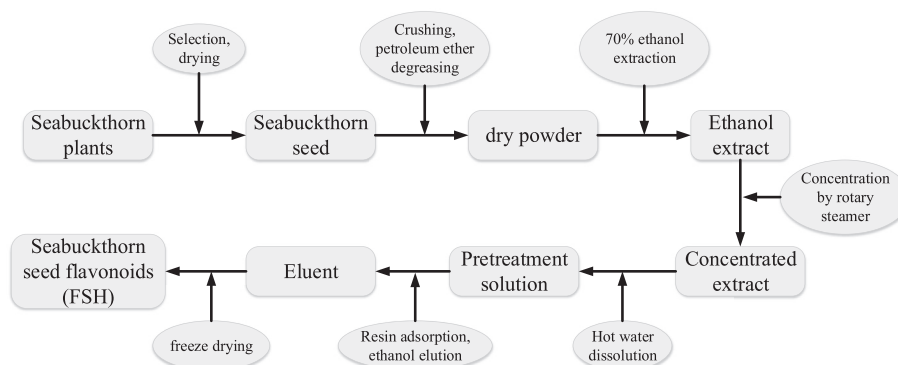 Selection,
drying
Crushing,
petroleum ether
degreasing
70% ethanol
extraction
Seabuckthorn
plants
Seabuckthorn
seed
dry powder
Ethanol
extract
Concentration
by rotary
steamer
Seabuckthorn
seed flavonoids
(FSH)
Eluent
Pretreatment
solution
Concentrated
extract
freeze drying
Resin adsorption,
ethanol elution
Hot water
dissolution